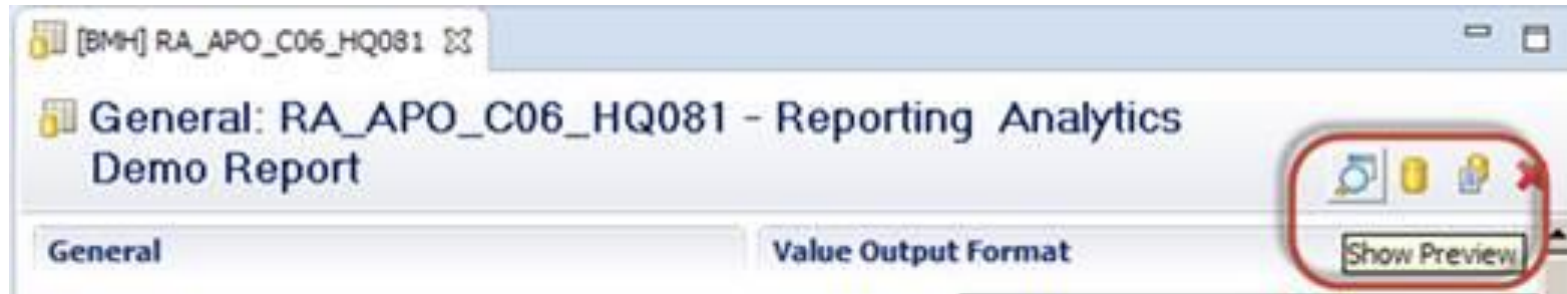 [BMH] RA_APO_C06_HQ081
General: RA_APO_C06_HQ081 - Reporting Analytics
Demo Report
General
Value Output Format
Show Preview